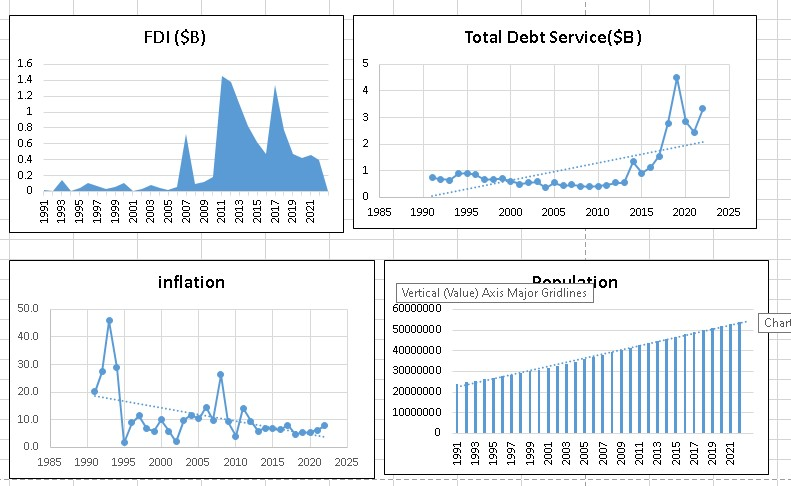 FDI ($B)
1.6
1.4
1.2
1
0.8
0.6
0.4
0.2
0
1991 1993 1995 1997 1999 2001 2003 2005 2007 2009 2011 2013 2015 2017 2019 2021
Total Debt Service($B)
5
4
3
2
1
0
1985 1990 1995 2000 2005 2010 2015 2020 2025
inflation
50.0
40.0
30.0
20.0
10.0
0.0
1985 1990 1995 2000 2005 2010 2015 2020 2025
Population
Vertical (Value) Axis Major Gridlines
Chart
60000000
50000000
40000000
30000000
20000000
10000000
0
1991 1993 1995 1997 1999 2001 2003 2005 2007 2009 2011 2013 2015 2017 2019 2021